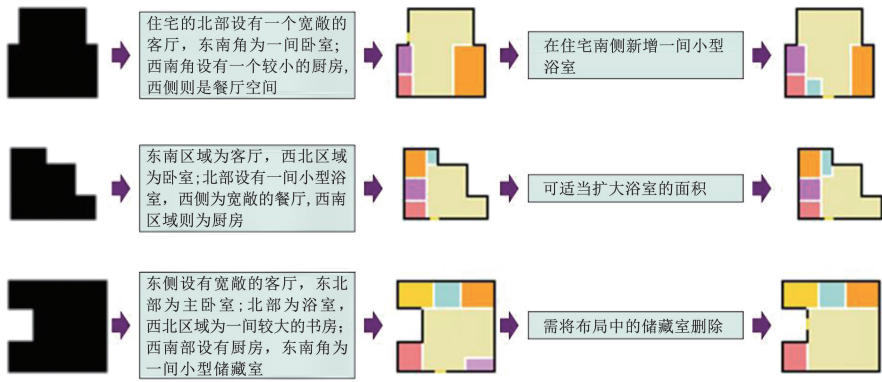 住宅的北部设有一个宽敞的
客厅，东南角为一间卧室；
西南角设有一个较小的厨房，
西侧则是餐厅空间
在住宅南侧新增一间小型
浴室
东南区域为客厅，西北区域
为卧室;北部设有一间小型浴
室，西侧为宽敞的餐厅,西南
区域则为厨房
可适当扩大浴室的面积
东侧设有宽敞的客厅，东北
部为主卧室;北部为浴室，
西北区域为一间较大的书房；
西南部设有厨房，东南角为
一间小型储藏室
需将布局中的储藏室删除